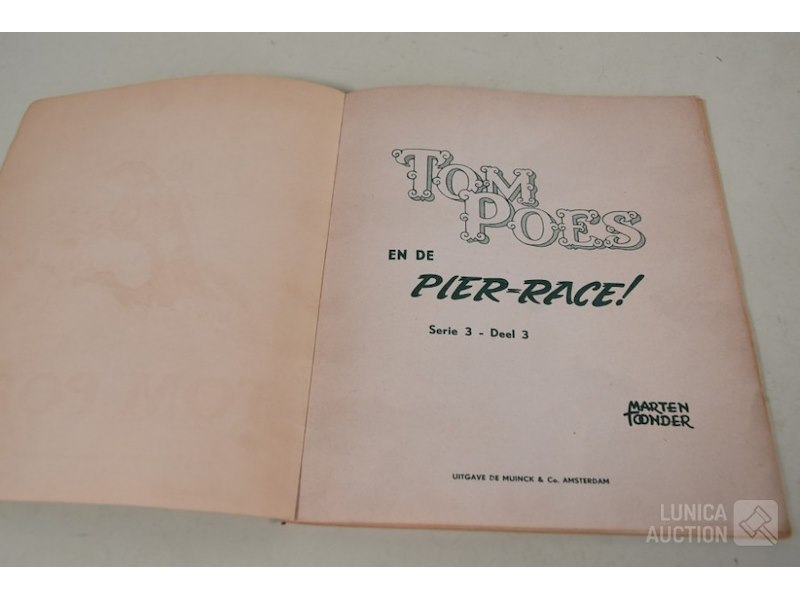 TOM
POES
EN DE
PIER-RACE!
Serie 3 - Deel 3
MARTEN
TOONDER
UITGAVE DE MUINCK & Co. AMSTERDAM
LUNICA
AUCTION